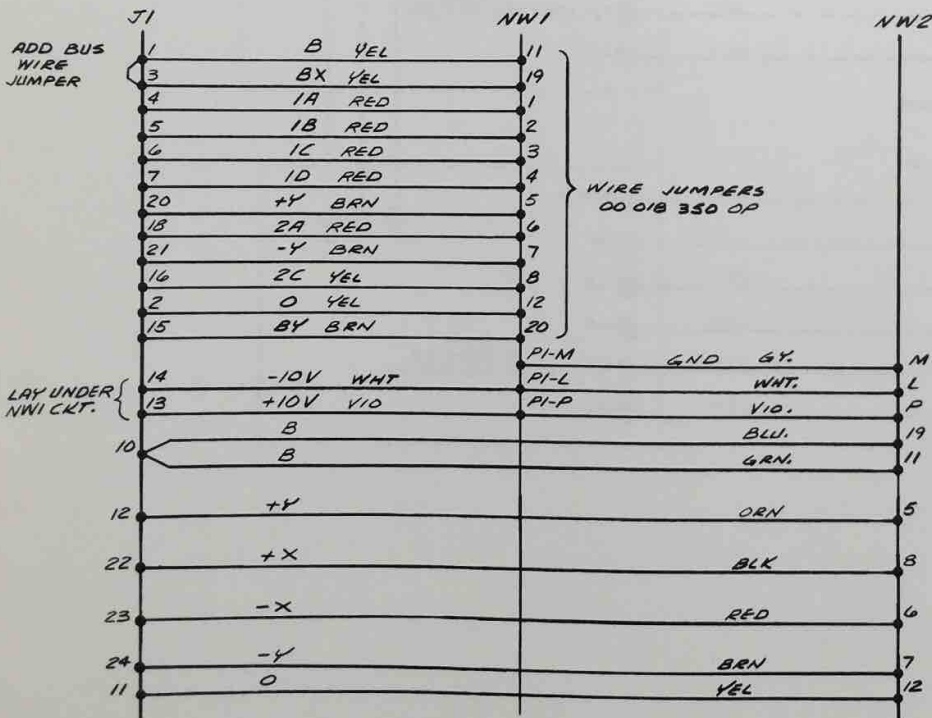 J1 NW1 NW2
ADD BUS
WIRE
JUMPER
1 B YEL 11
3 BX YEL 19
4 1A RED 1
5 1B RED 2
6 1C RED 3
7 1D RED 4
20 +Y BRN 5
18 2A RED 6
21 -Y BRN 7
16 2C YEL 8
2 O YEL 12
15 BY BRN 20
WIRE JUMPERS
00 018 350 0P
P1-M GND GY. M
14 -10V WHT P1-L WHT. L
13 +10V VIO P1-P VIO. P
LAY UNDER
NW1 CKT.
10 B BLU. 19
B GRN. 11
12 +Y ORN 5
22 +X BLK 8
23 -X RED 6
24 -Y BRN 7
11 O YEL 12